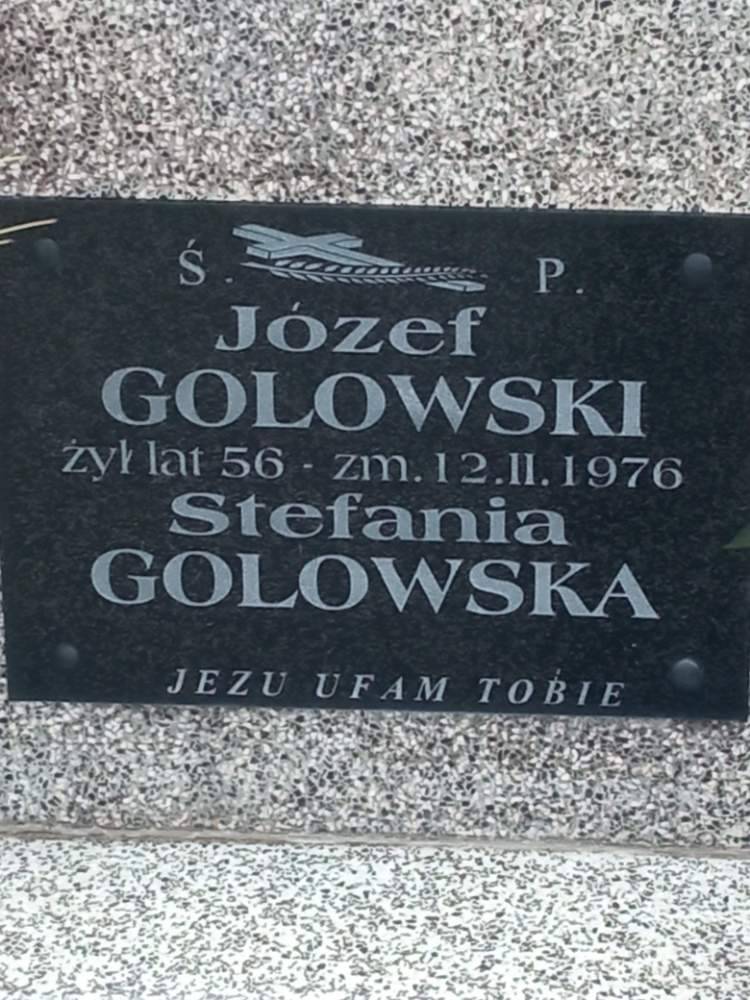 Ś. P.
Józef
GOLOWSKI
żył lat 56 - zm.12.II.1976
Stefania
GOLOWSKA
JEZU UFAM TOBIE